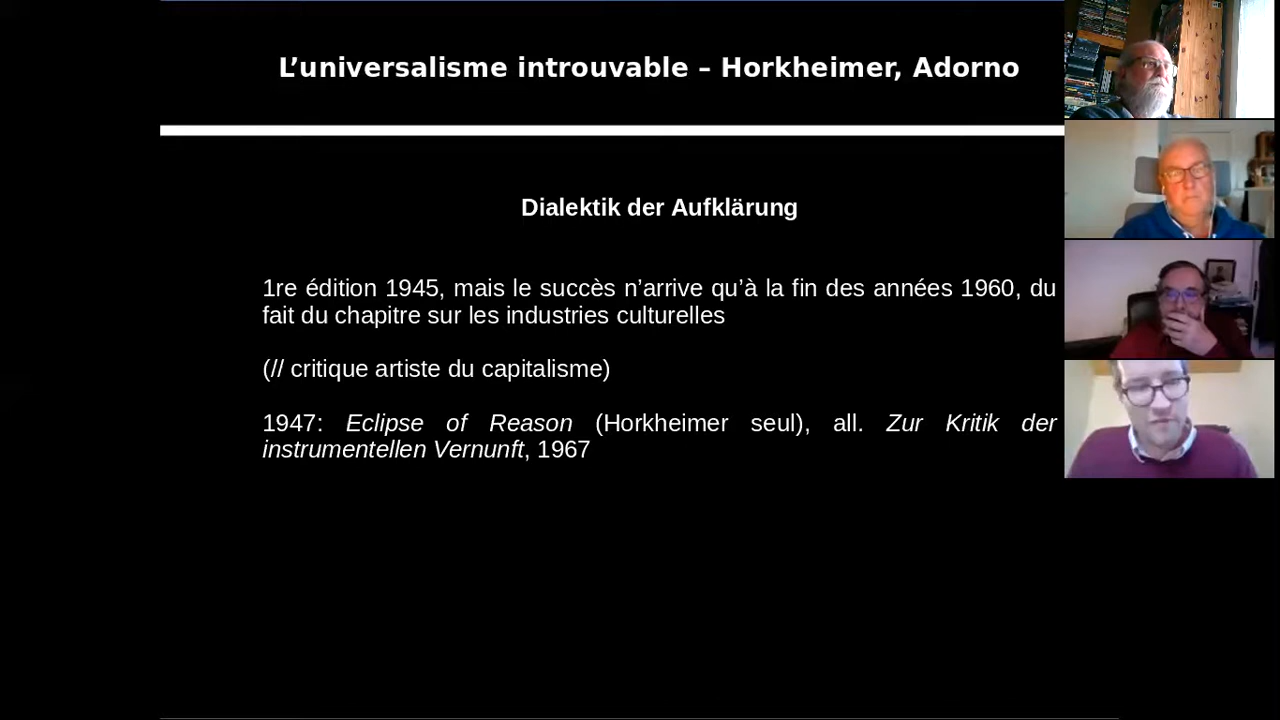 L’universalisme introuvable – Horkheimer, Adorno
Dialektik der Aufklärung
1re édition 1945, mais le succès n’arrive qu’à la fin des années 1960, du
fait du chapitre sur les industries culturelles
(// critique artiste du capitalisme)
1947: Eclipse of Reason (Horkheimer seul), all. Zur Kritik der
instrumentellen Vernunft, 1967